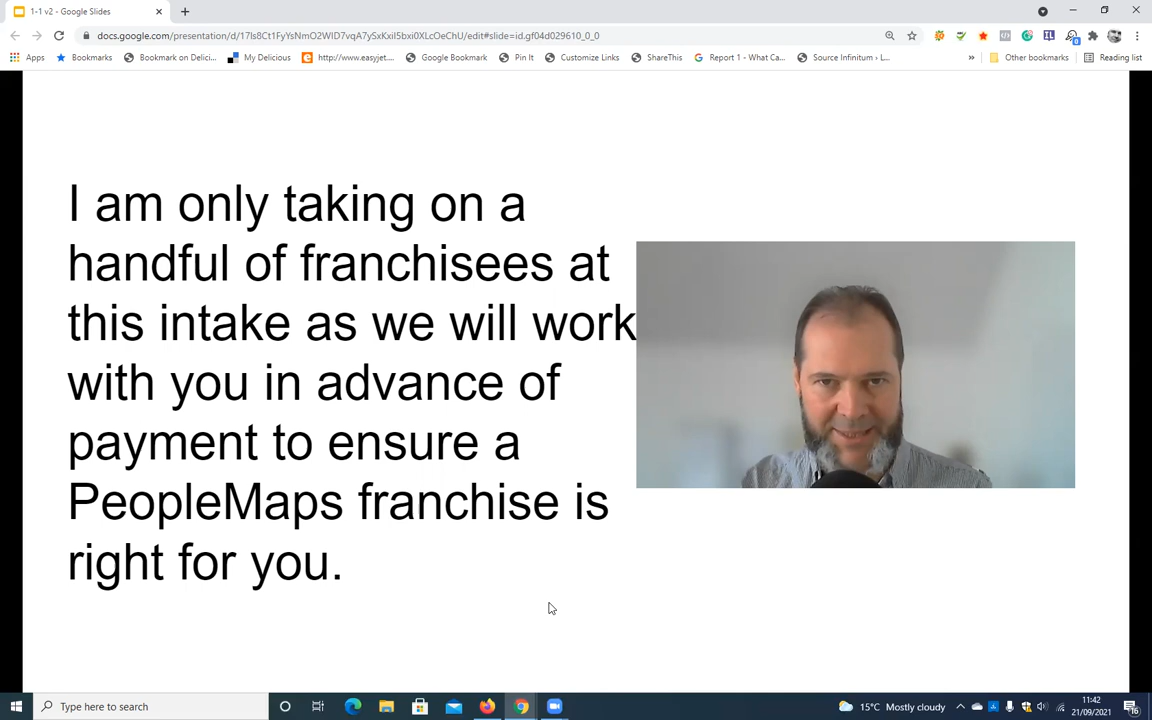 1-1 v2 - Google Slides
docs.google.com/presentation/d/17Is8Ct1FyYsNmO2WID7vqA7ySxKxiI5bxi0XLcOeChU/edit#slide=id.gf04d029610_0_0
Apps Bookmarks Bookmark on Delici... My Delicious http://www.easyjet.... Google Bookmark Pin It Customize Links ShareThis Report 1 - What Ca... Source Infinitum › L... » Other bookmarks Reading list
I am only taking on a
handful of franchisees at
this intake as we will work
with you in advance of
payment to ensure a
PeopleMaps franchise is
right for you.
Type here to search
15°C Mostly cloudy
11:42
21/09/2021
16